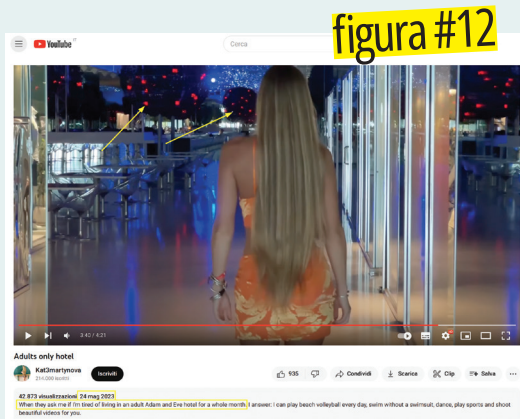 figura #12
YouTube IT
Cerca
3:40 / 4:21
Adults only hotel
Kat3martynova
Iscriviti
935
Condividi
Scarica
Clip
Salva
42.873 visualizzazioni 24 mag 2023
When they ask me if I'm tired of living in an adult Adam and Eve hotel for a whole month. I answer: I can play beach volleyball every day, swim without a swimsuit, dance, play sports and shoot
beautiful videos for you.